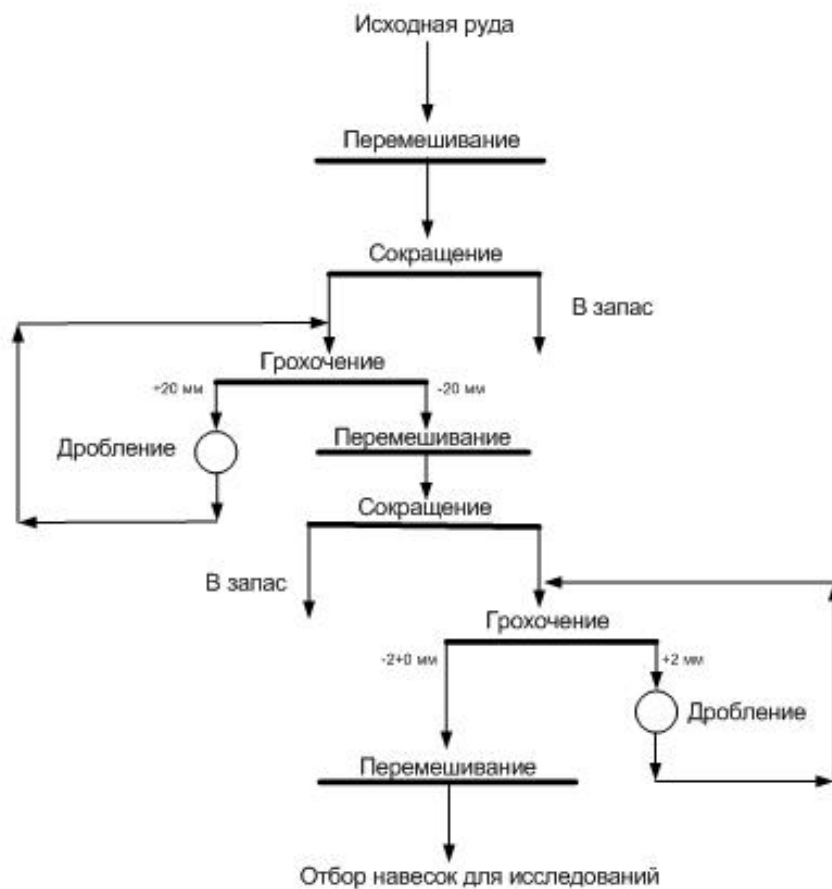 Исходная руда
Перемешивание
Сокращение
В запас
Грохочение
+20 мм
-20 мм
Дробление
Перемешивание
Сокращение
В запас
Грохочение
-2+0 мм
+2 мм
Дробление
Перемешивание
Отбор навесок для исследований